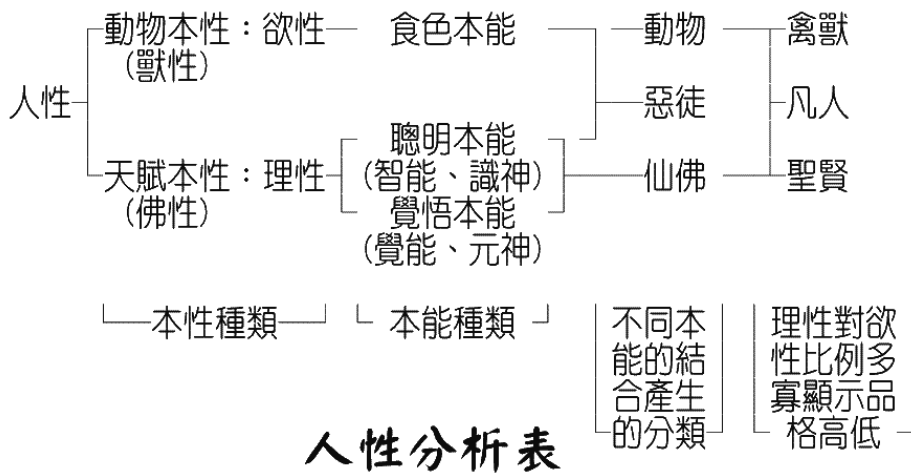 動物本性：欲性 食色本能 動物 禽獸
(獸性)
人性 惡徒 凡人
聰明本能
天賦本性：理性 (智能、識神) 仙佛 聖賢
(佛性) 覺悟本能
(覺能、元神)
本性種類 本能種類 不同本 理性對欲
能的結 性比例多
合產生 寡顯示品
的分類 格高低
人性分析表